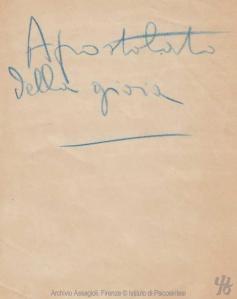 Apostolato
della gioia
Archivio Assagioli, Firenze © Istituto di Psicosintesi